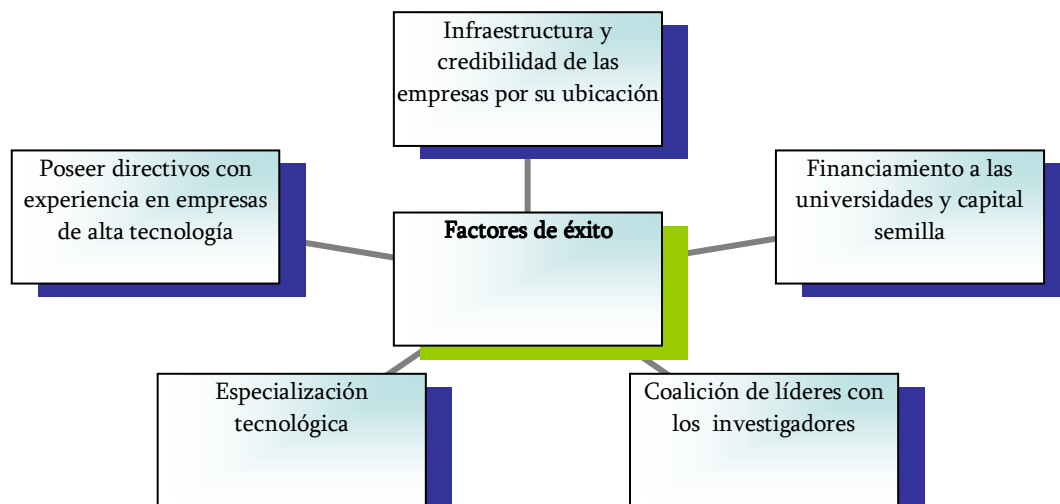 Infraestructura y
credibilidad de las
empresas por su ubicación
Poseer directivos con
experiencia en empresas
de alta tecnología
Financiamiento a las
universidades y capital
semilla
Factores de éxito
Especialización
tecnológica
Coalición de líderes con
los investigadores